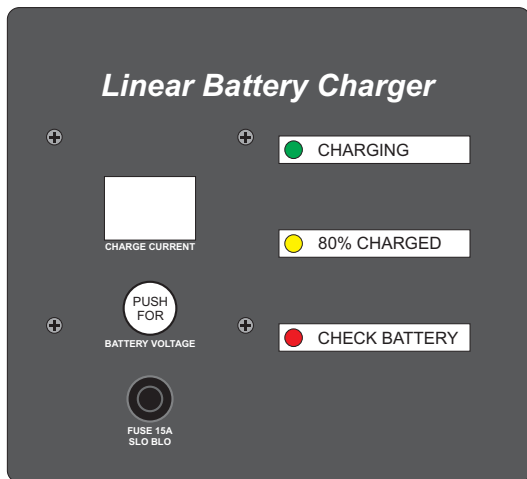 Linear Battery Charger
CHARGING
CHARGE CURRENT
80% CHARGED
PUSH
FOR
BATTERY VOLTAGE
CHECK BATTERY
FUSE 15A
SLO BLO